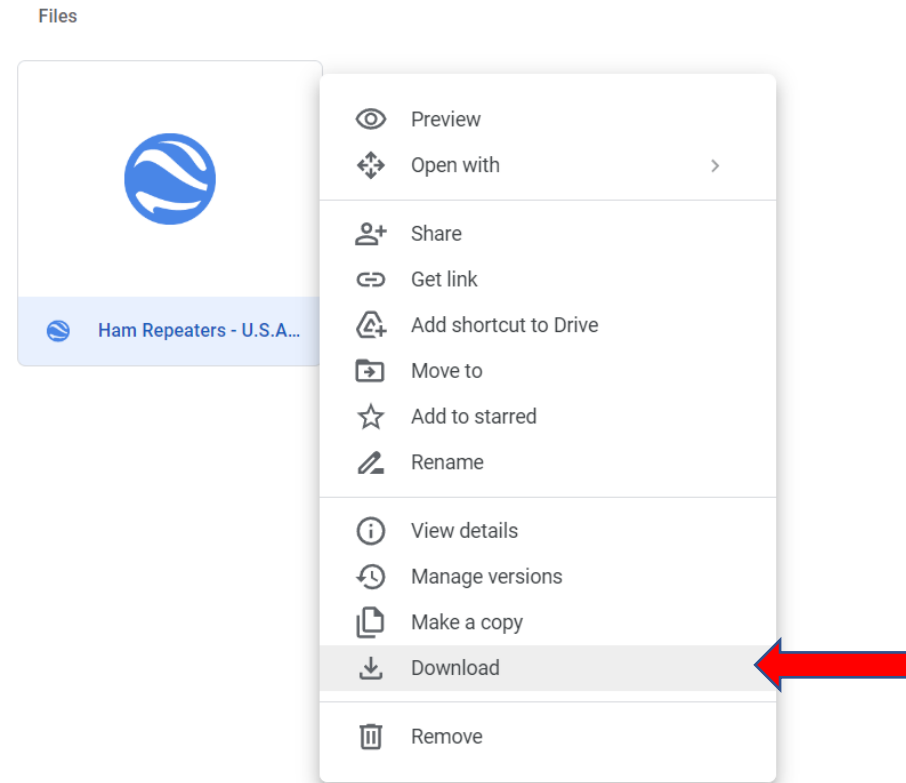 Files
Preview
Open with
Share
Get link
Add shortcut to Drive
Ham Repeaters - U.S.A...
Move to
Add to starred
Rename
View details
Manage versions
Make a copy
Download
Remove